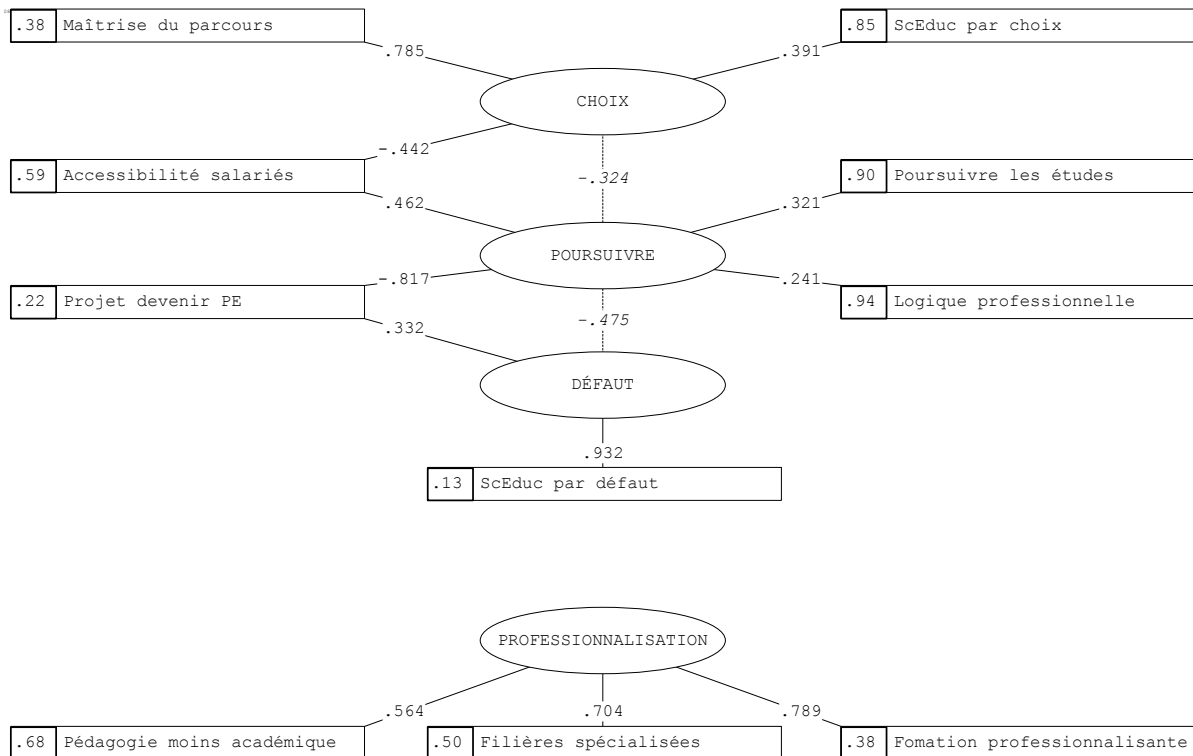 .38 Maîtrise du parcours
.85 ScEduc par choix
.785
.391
CHOIX
-.442
.59 Accessibilité salariés
-.324
.90 Poursuivre les études
.462
.321
POURSUIVRE
-.817
.241
.22 Projet devenir PE
.94 Logique professionnelle
-.475
.332
DÉFAUT
.932
.13 ScEduc par défaut
PROFESSIONNALISATION
.564
.704
.789
.68 Pédagogie moins académique
.50 Filières spécialisées
.38 Fomation professionnalisante